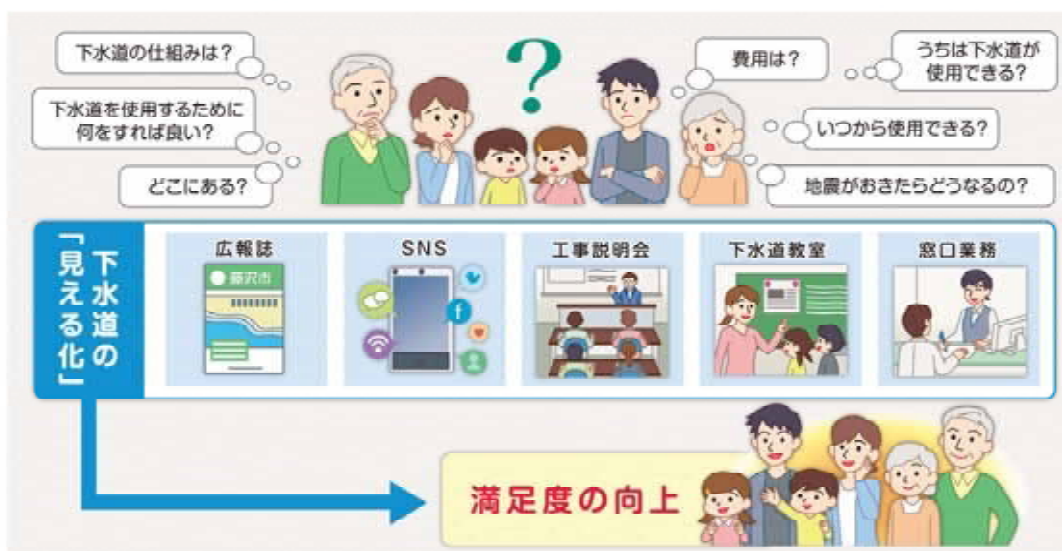 下水道の仕組みは？
下水道を使用するために
何をすれば良い？
どこにある？
?
費用は？
うちは下水道が
使用できる？
いつから使用できる？
地震がおきたらどうなるの？
下水道の
「見える化」
広報誌
藤沢市
SNS
f
工事説明会
下水道教室
窓口業務
満足度の向上